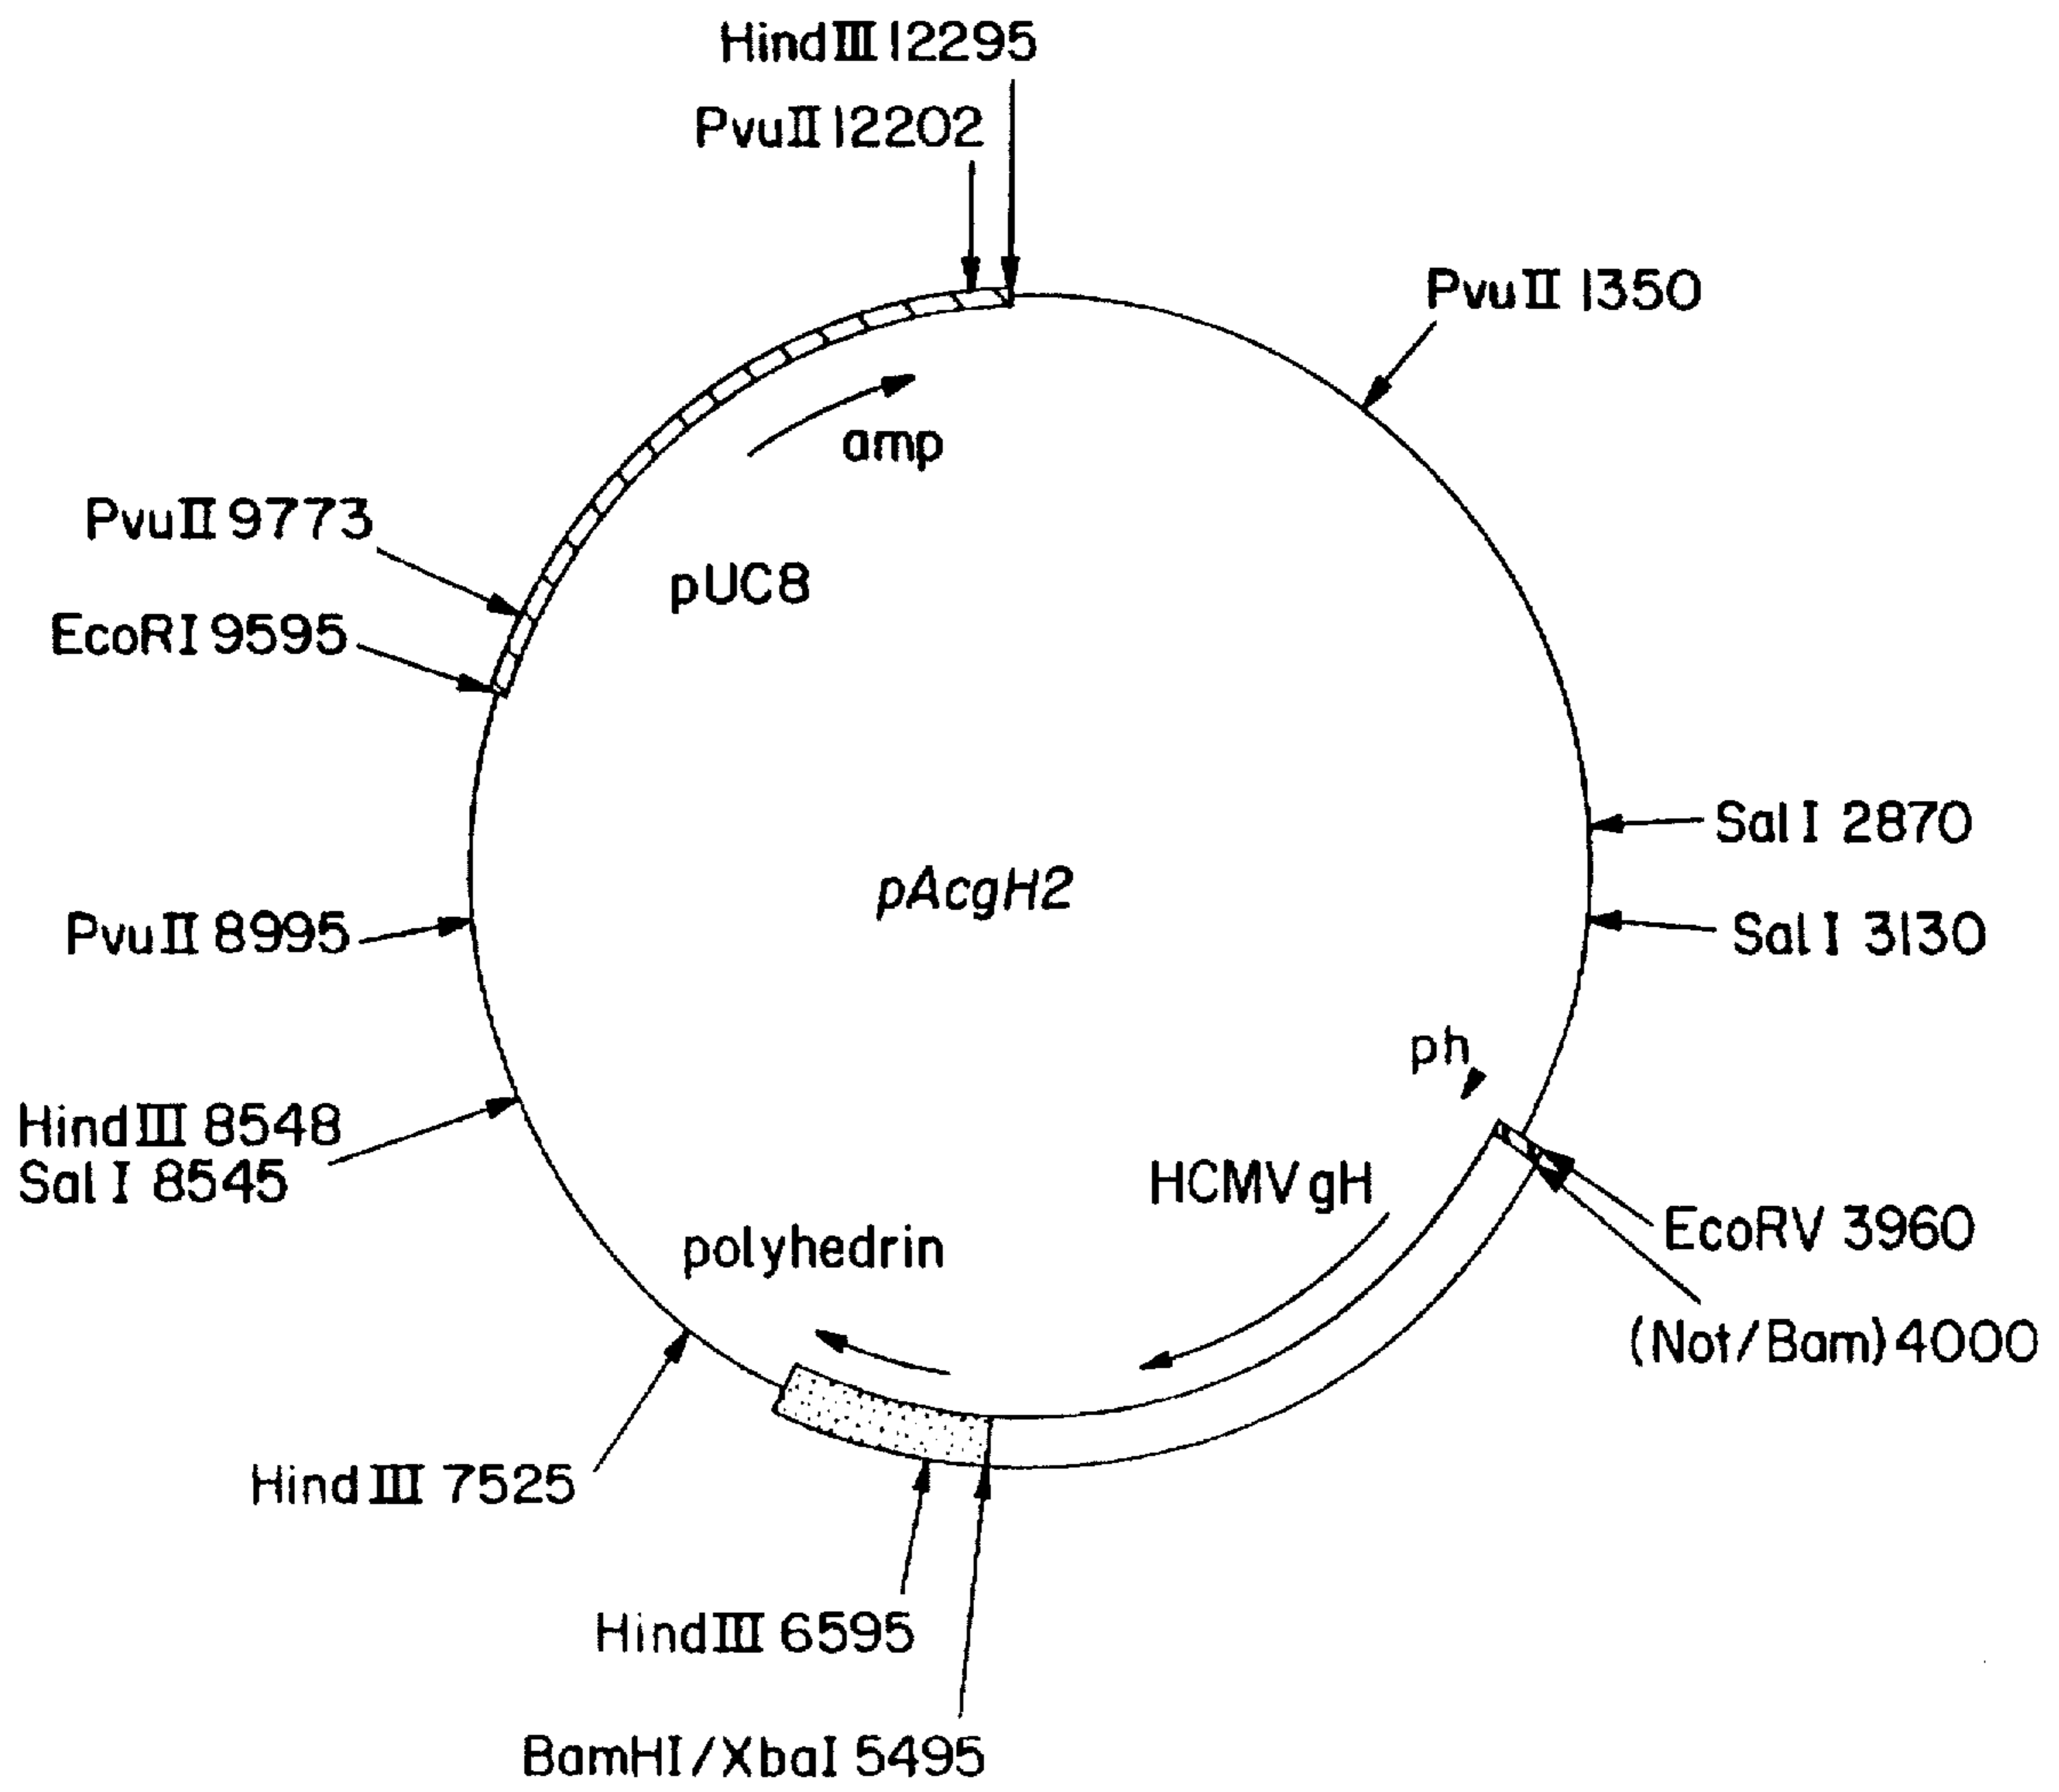 HindIII 12295
PvuII 12202
PvuII 1350
amp
PvuII 9773
pUC8
EcoRI 9595
SalI 2870
pAcgH2
PvuII 8995
SalI 3130
ph
HindIII 8548
SalI 8545
HCMV gH
EcoRV 3960
polyhedrin
(Not/Bam) 4000
HindIII 7525
HindIII 6595
BamHI/XbaI 5495